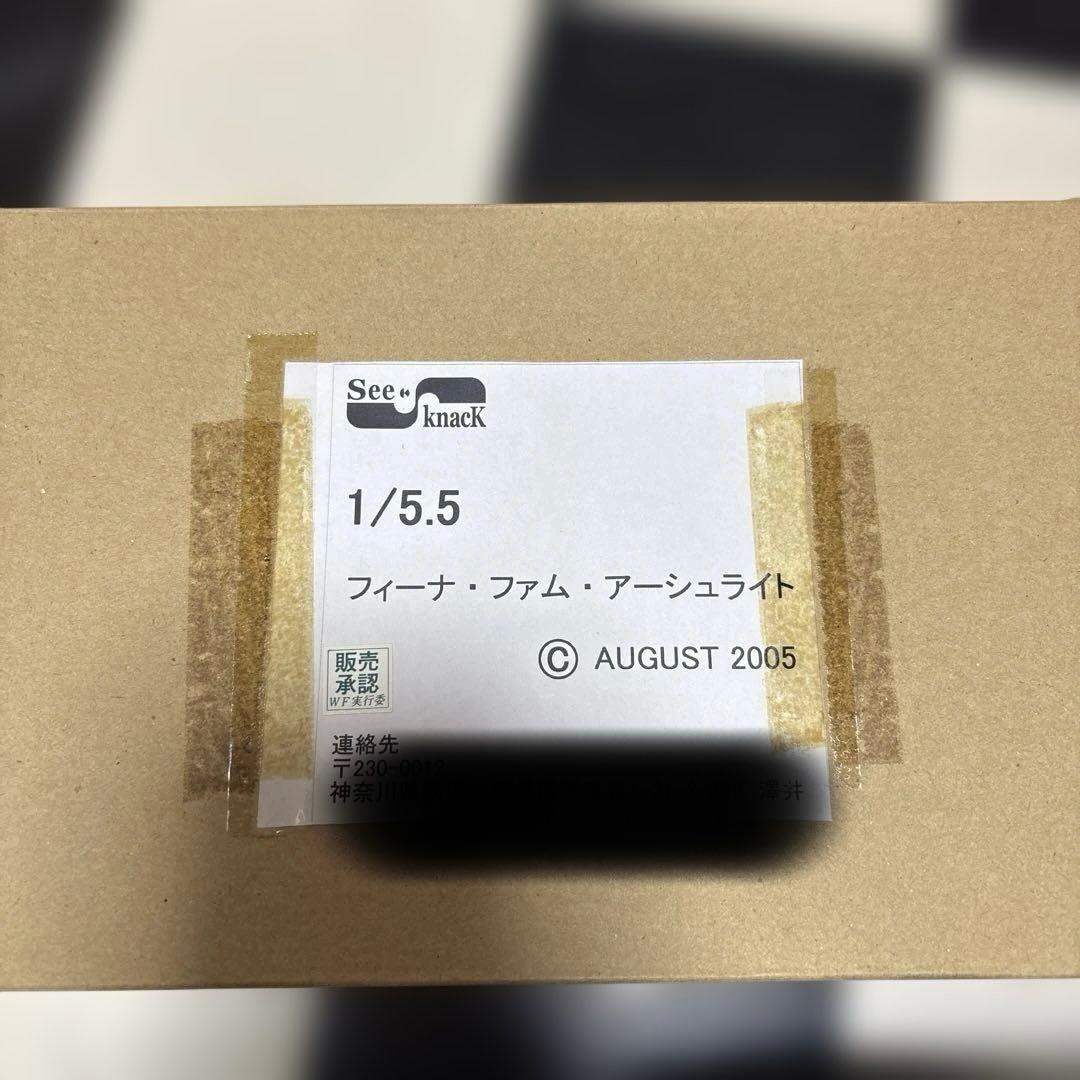 See
knacK
1/5.5
フィーナ・ファム・アーシュライト
© AUGUST 2005
販売
承認
WF実行委
連絡先
〒230-0012
神奈川